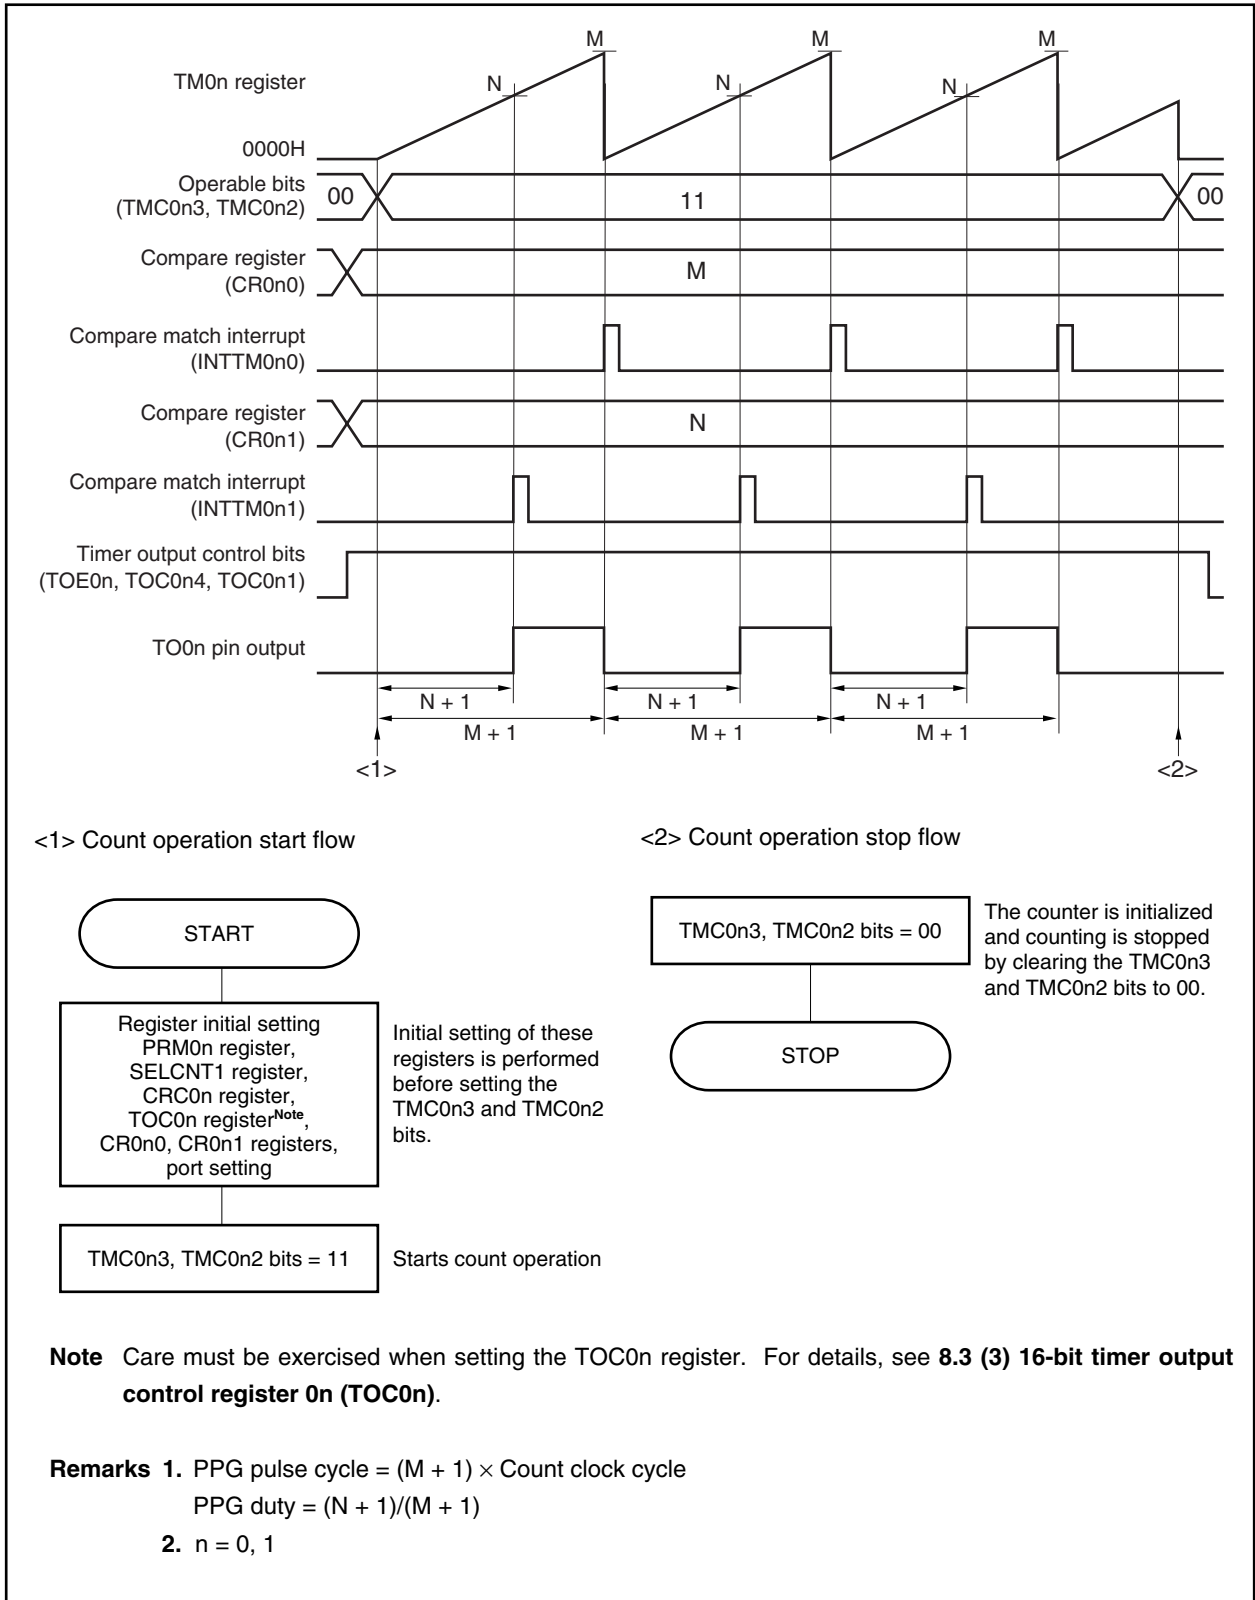 M
M
M
TM0n register
N
N
N
0000H
Operable bits
(TMC0n3, TMC0n2)
00
11
00
Compare register
(CR0n0)
M
Compare match interrupt
(INTTM0n0)
Compare register
(CR0n1)
N
Compare match interrupt
(INTTM0n1)
Timer output control bits
(TOE0n, TOC0n4, TOC0n1)
TO0n pin output
N + 1
N + 1
N + 1
M + 1
M + 1
M + 1
<1>
<2>
<1> Count operation start flow
START
Register initial setting
PRM0n register,
SELCNT1 register,
CRC0n register,
TOC0n registerNote,
CR0n0, CR0n1 registers,
port setting
Initial setting of these
registers is performed
before setting the
TMC0n3 and TMC0n2
bits.
TMC0n3, TMC0n2 bits = 11
Starts count operation
<2> Count operation stop flow
TMC0n3, TMC0n2 bits = 00
The counter is initialized
and counting is stopped
by clearing the TMC0n3
and TMC0n2 bits to 00.
STOP
Note Care must be exercised when setting the TOC0n register. For details, see 8.3 (3) 16-bit timer output
control register 0n (TOC0n).
Remarks 1. PPG pulse cycle = (M + 1) × Count clock cycle
PPG duty = (N + 1)/(M + 1)
2. n = 0, 1